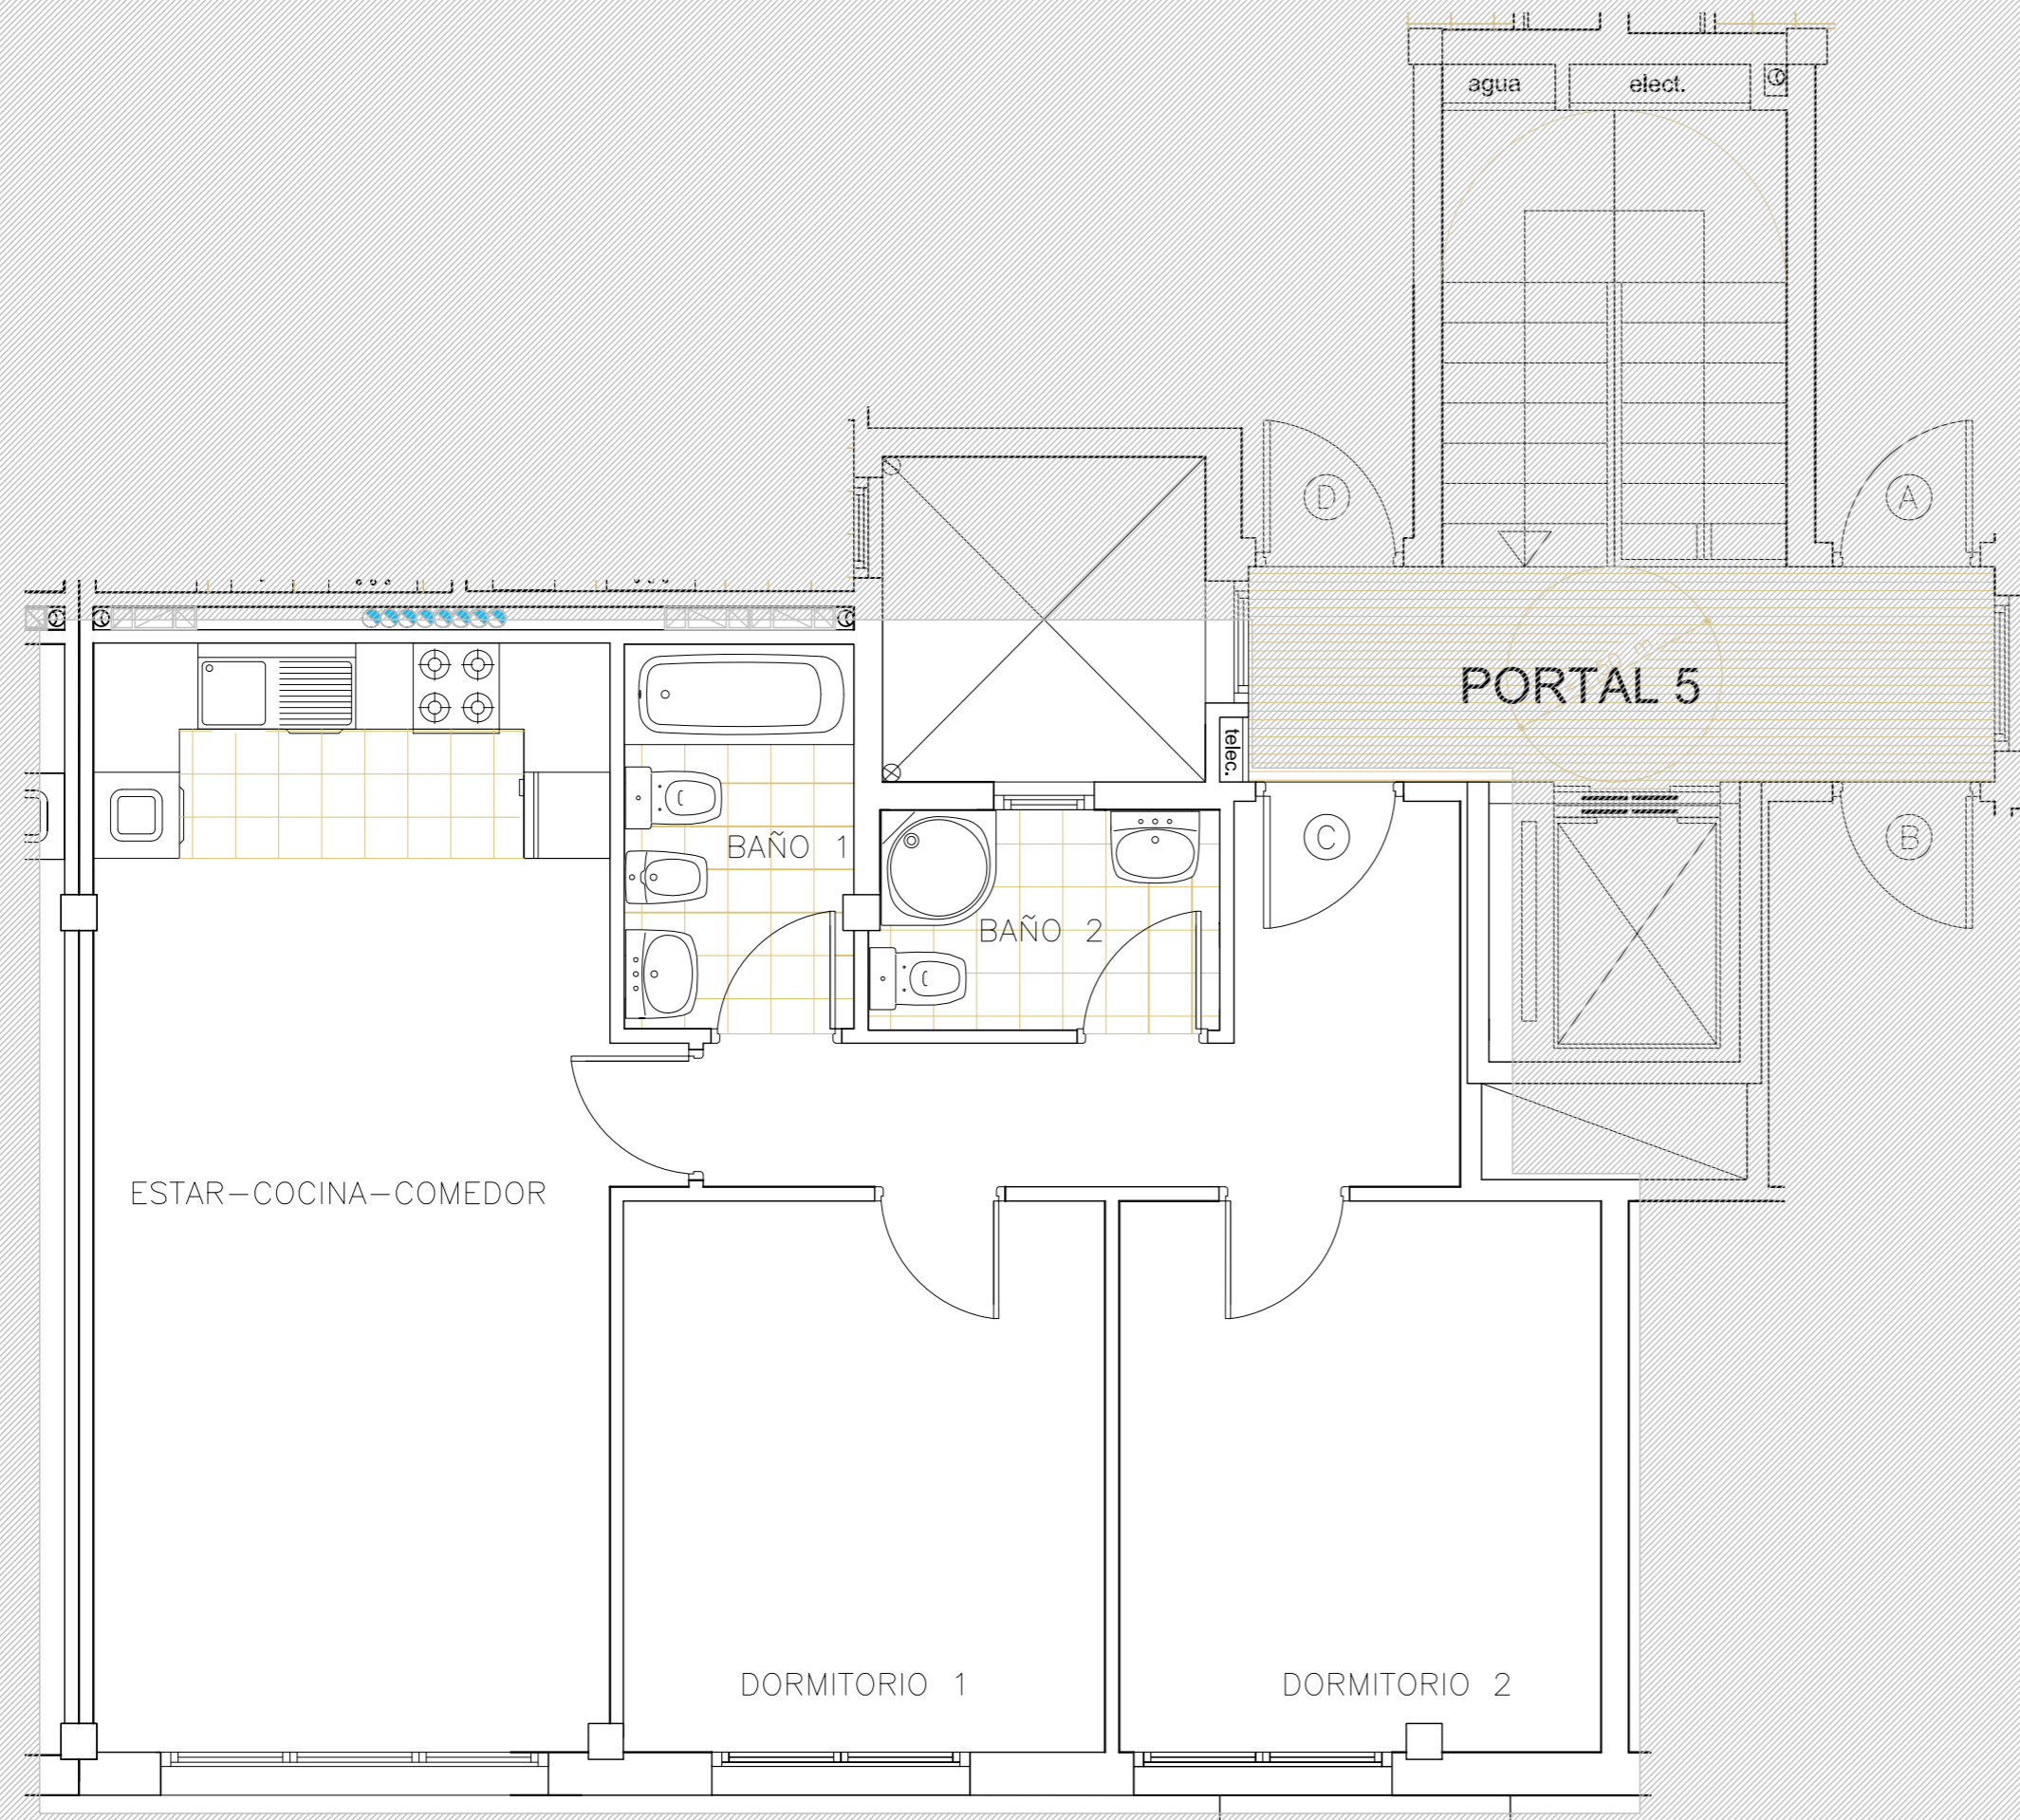 agua elect.
D A
PORTAL 5
telec.
C B
BAÑO 1
BAÑO 2
ESTAR-COCINA-COMEDOR
DORMITORIO 1 DORMITORIO 2